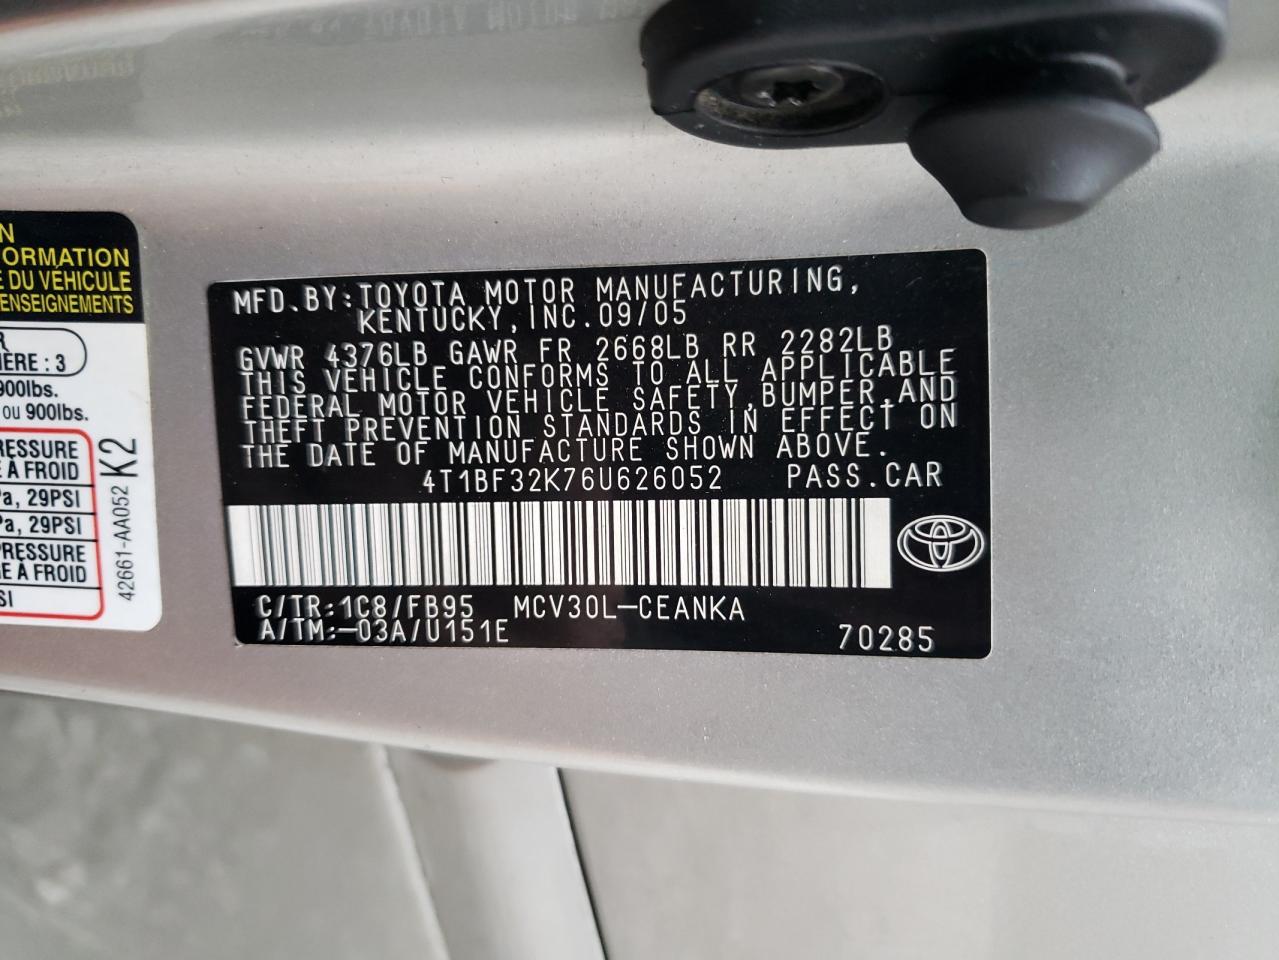 N
ORMATION
E DU VÉHICULE
ENSEIGNEMENTS
R
IÈRE : 3
900lbs.
ou 900lbs.
PRESSURE
E À FROID
Pa, 29PSI
Pa, 29PSI
PRESSURE
E À FROID
SI
42661-AA052
K2
MFD.BY:TOYOTA MOTOR MANUFACTURING,
KENTUCKY,INC.09/05
GVWR 4376LB GAWR FR 2668LB RR 2282LB
THIS VEHICLE CONFORMS TO ALL APPLICABLE
FEDERAL MOTOR VEHICLE SAFETY,BUMPER,AND
THEFT PREVENTION STANDARDS IN EFFECT ON
THE DATE OF MANUFACTURE SHOWN ABOVE.
4T1BF32K76U626052 PASS.CAR
C/TR:1C8/FB95 MCV30L-CEANKA
A/TM:-03A/U151E
70285